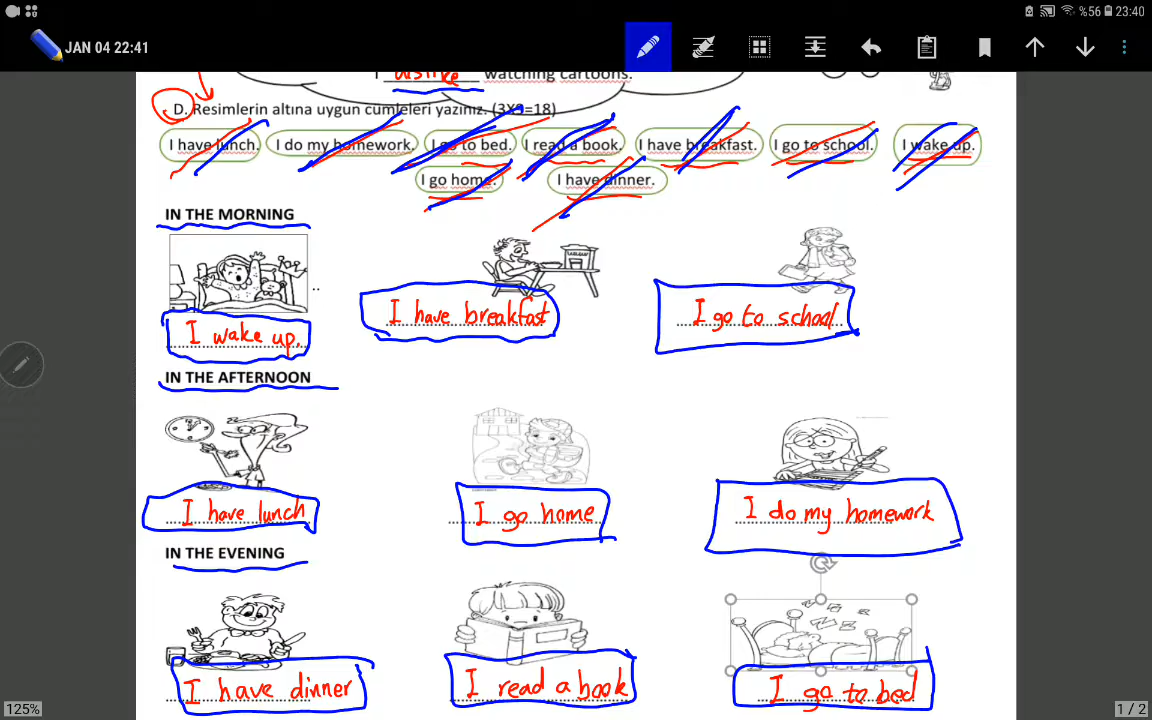 %56 23:40
JAN 04 22:41
I dislike watching cartoons.
D. Resimlerin altına uygun cümleleri yazınız. (3X9=18)
I have lunch. I do my homework. I go to bed. I read a book. I have breakfast. I go to school. I wake up.
I go home. I have dinner.
IN THE MORNING
I wake up. I have breakfast I go to school
IN THE AFTERNOON
I have lunch I go home I do my homework
IN THE EVENING
I have dinner I read a book I go to bed
125% 1 / 2